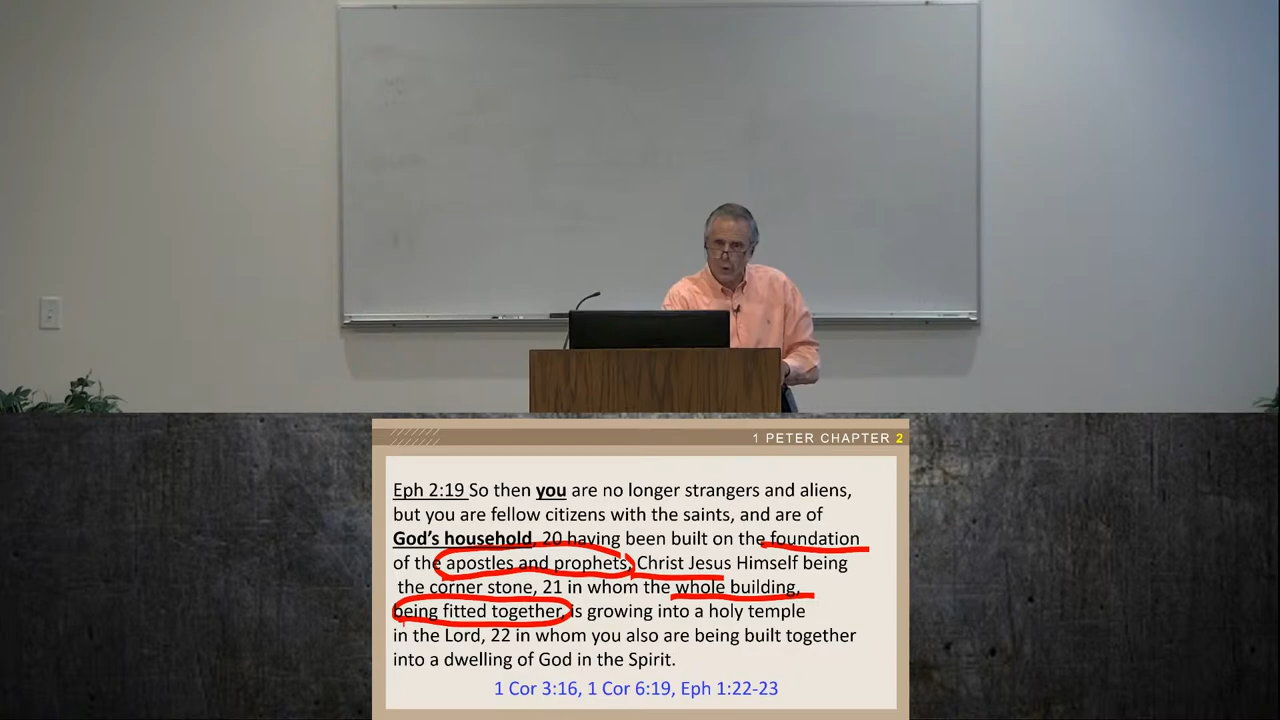 1 PETER CHAPTER 2
Eph 2:19 So then you are no longer strangers and aliens,
but you are fellow citizens with the saints, and are of
God’s household, 20 having been built on the foundation
of the apostles and prophets, Christ Jesus Himself being
the corner stone, 21 in whom the whole building,
being fitted together, is growing into a holy temple
in the Lord, 22 in whom you also are being built together
into a dwelling of God in the Spirit.
1 Cor 3:16, 1 Cor 6:19, Eph 1:22-23